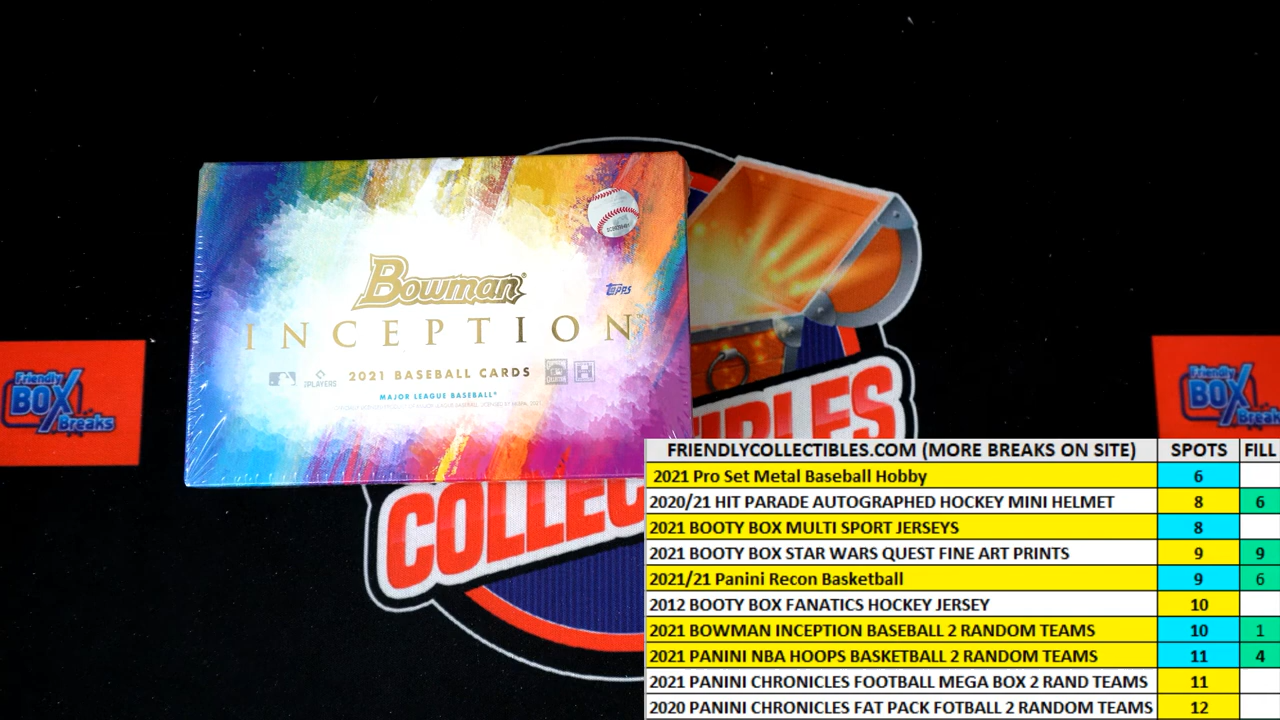 Bowman®
INCEPTION™
TOPPS
PLAYERS
2021 BASEBALL CARDS
MAJOR LEAGUE BASEBALL®
Friendly
BOX
Breaks
Friendly
BOX
Break
COLLEC
IBLES
FRIENDLYCOLLECTIBLES.COM (MORE BREAKS ON SITE) SPOTS FILL
2021 Pro Set Metal Baseball Hobby 6
2020/21 HIT PARADE AUTOGRAPHED HOCKEY MINI HELMET 8 6
2021 BOOTY BOX MULTI SPORT JERSEYS 8
2021 BOOTY BOX STAR WARS QUEST FINE ART PRINTS 9 9
2021/21 Panini Recon Basketball 9 6
2012 BOOTY BOX FANATICS HOCKEY JERSEY 10
2021 BOWMAN INCEPTION BASEBALL 2 RANDOM TEAMS 10 1
2021 PANINI NBA HOOPS BASKETBALL 2 RANDOM TEAMS 11 4
2021 PANINI CHRONICLES FOOTBALL MEGA BOX 2 RAND TEAMS 11
2020 PANINI CHRONICLES FAT PACK FOTBALL 2 RANDOM TEAMS 12